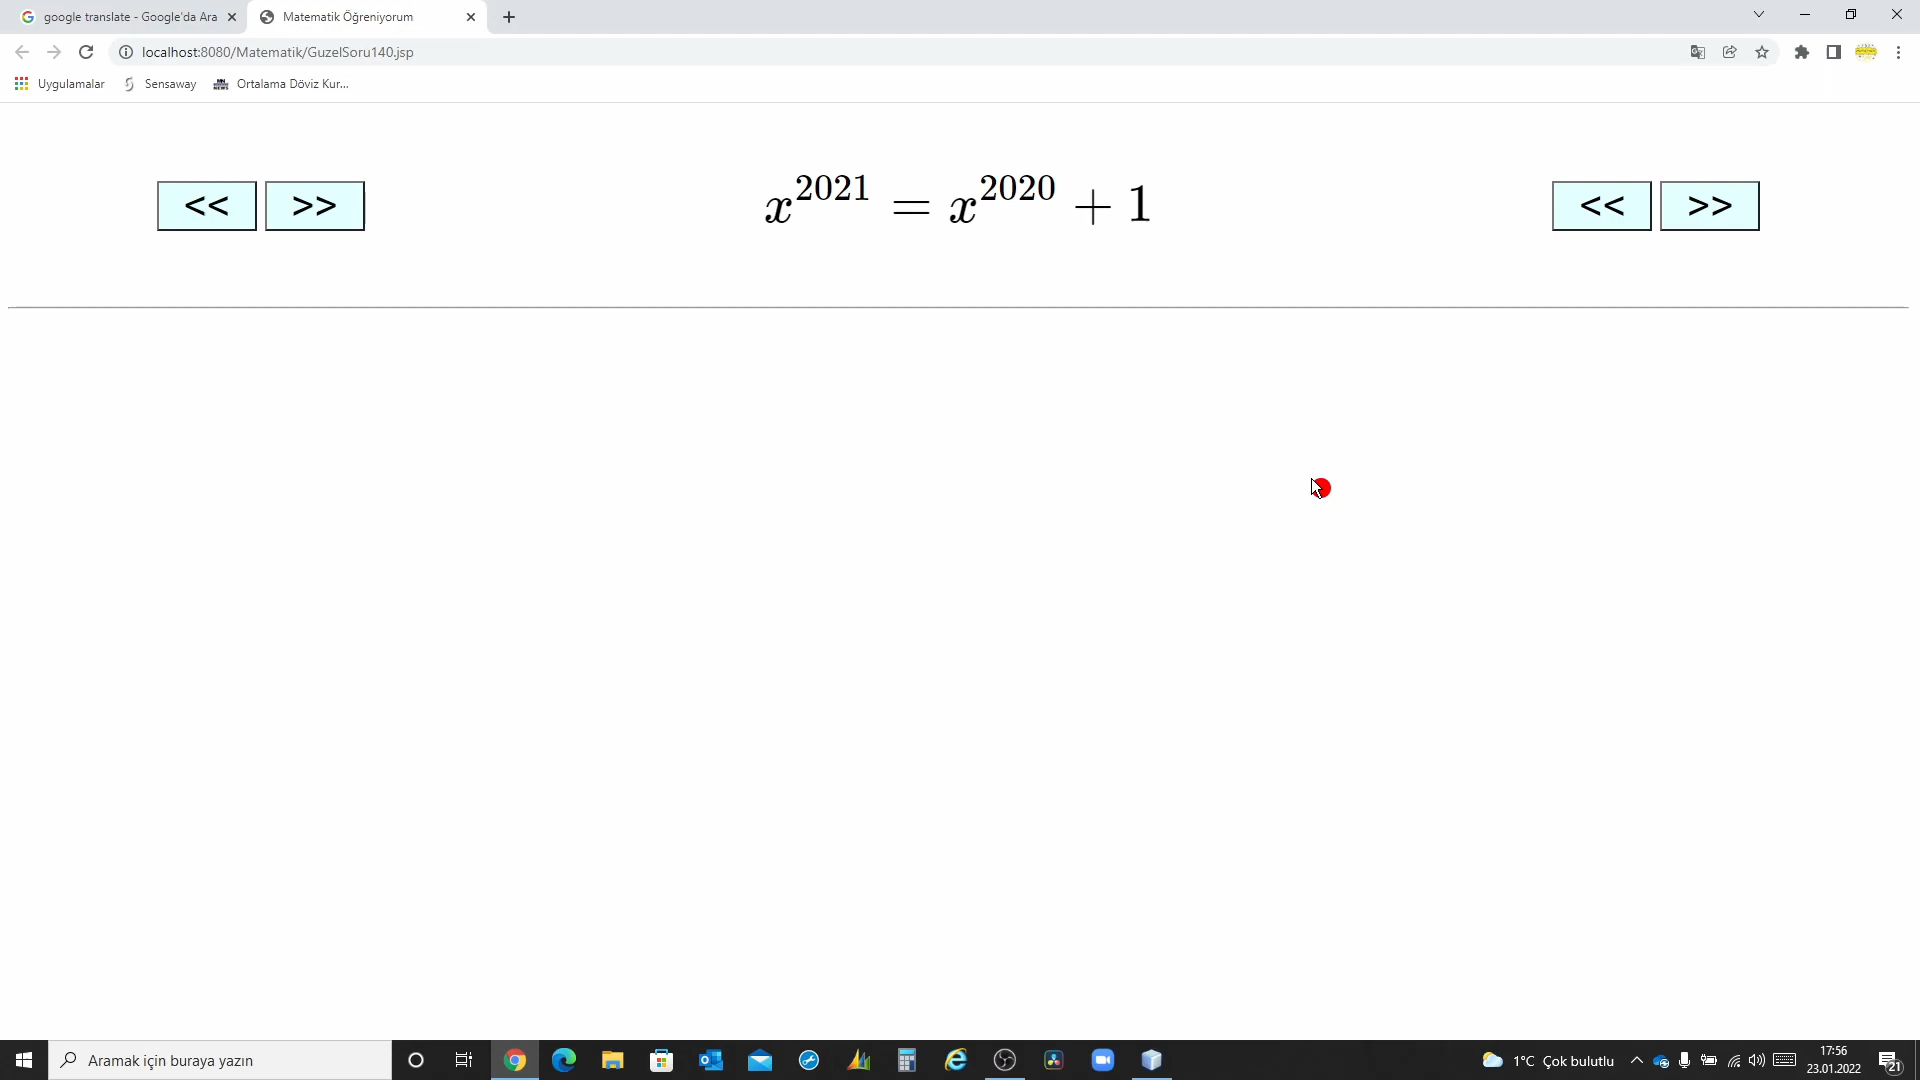 google translate - Google'da Ara
Matematik Öğreniyorum
localhost:8080/Matematik/GuzelSoru140.jsp
Uygulamalar
Sensaway
NEWS
Ortalama Döviz Kur...
<< >>
x^2021 = x^2020 + 1
<< >>
Aramak için buraya yazın
1°C Çok bulutlu
17:56
23.01.2022
21